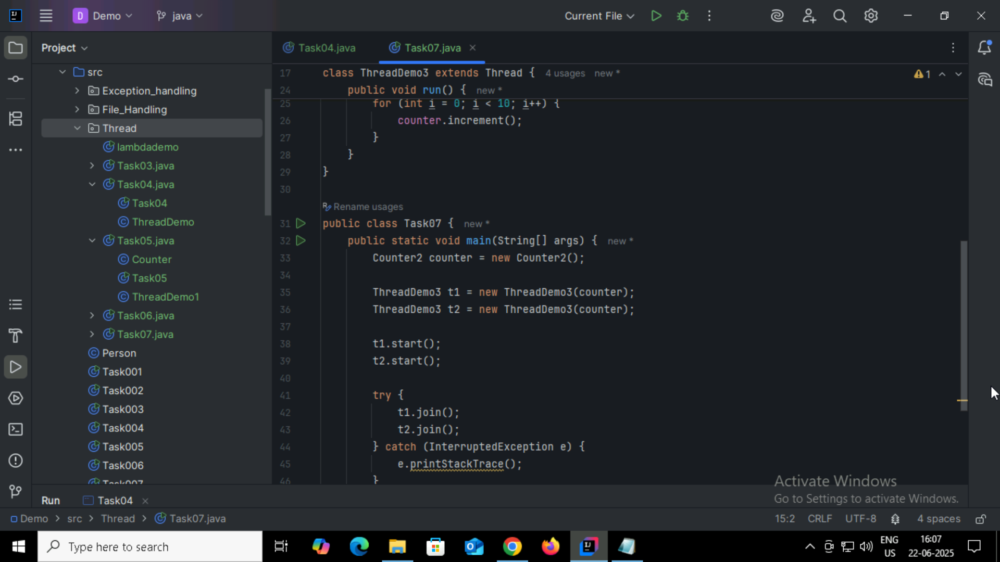 Demo
java
Current File
Project
src
Exception_handling
File_Handling
Thread
lambdademo
Task03.java
Task04.java
Task04
ThreadDemo
Task05.java
Counter
Task05
ThreadDemo1
Task06.java
Task07.java
Person
Task001
Task002
Task003
Task004
Task005
Task006
Task007
Task04.java
Task07.java
1
17 class ThreadDemo3 extends Thread { 4 usages new *
24 public void run() { new *
25 for (int i = 0; i < 10; i++) {
26 counter.increment();
27 }
28 }
29 }
30
Rename usages
31 public class Task07 { new *
32 public static void main(String[] args) { new *
33 Counter2 counter = new Counter2();
34
35 ThreadDemo3 t1 = new ThreadDemo3(counter);
36 ThreadDemo3 t2 = new ThreadDemo3(counter);
37
38 t1.start();
39 t2.start();
40
41 try {
42 t1.join();
43 t2.join();
44 } catch (InterruptedException e) {
45 e.printStackTrace();
46 }
Activate Windows
Go to Settings to activate Windows.
Run Task04
Demo > src > Thread > Task07.java
15:2 CRLF UTF-8 4 spaces
Type here to search
ENG
US
16:07
22-06-2025